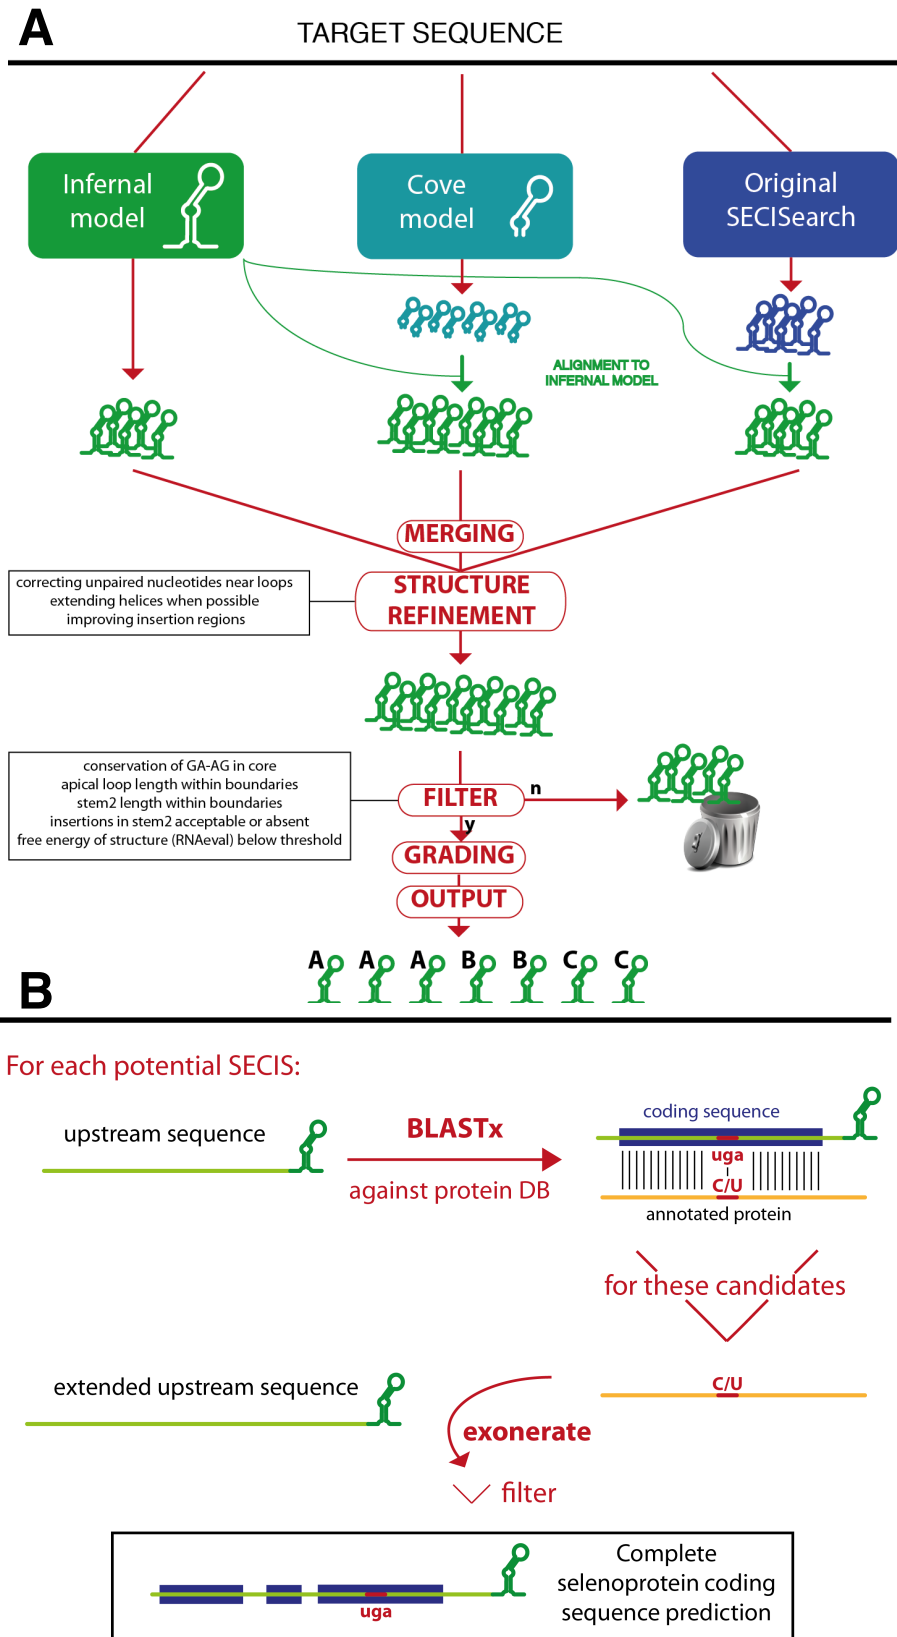 A
TARGET SEQUENCE
Infernal
model
Cove
model
Original
SECISearch
ALIGNMENT TO
INFERNAL MODEL
MERGING
STRUCTURE
REFINEMENT
correcting unpaired nucleotides near loops
extending helices when possible
improving insertion regions
conservation of GA-AG in core
apical loop length within boundaries
stem2 length within boundaries
insertions in stem2 acceptable or absent
free energy of structure (RNAeval) below threshold
FILTER
n
y
GRADING
OUTPUT
A A A B B C C
B
For each potential SECIS:
upstream sequence
BLASTx
against protein DB
coding sequence
uga
C/U
annotated protein
for these candidates
extended upstream sequence
C/U
exonerate
filter
uga
Complete
selenoprotein coding
sequence prediction